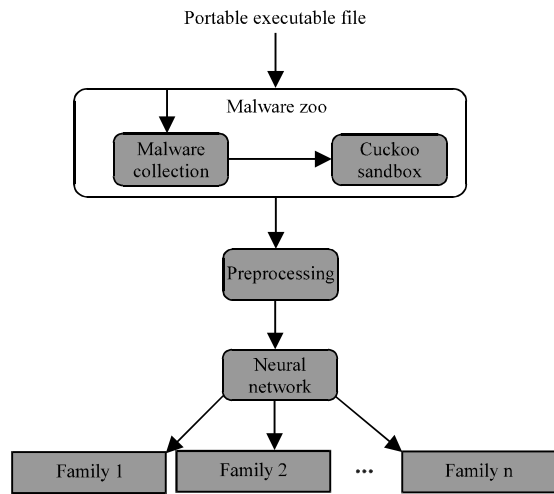 Portable executable file
Malware zoo
Malware
collection
Cuckoo
sandbox
Preprocessing
Neural
network
Family 1
Family 2
...
Family n